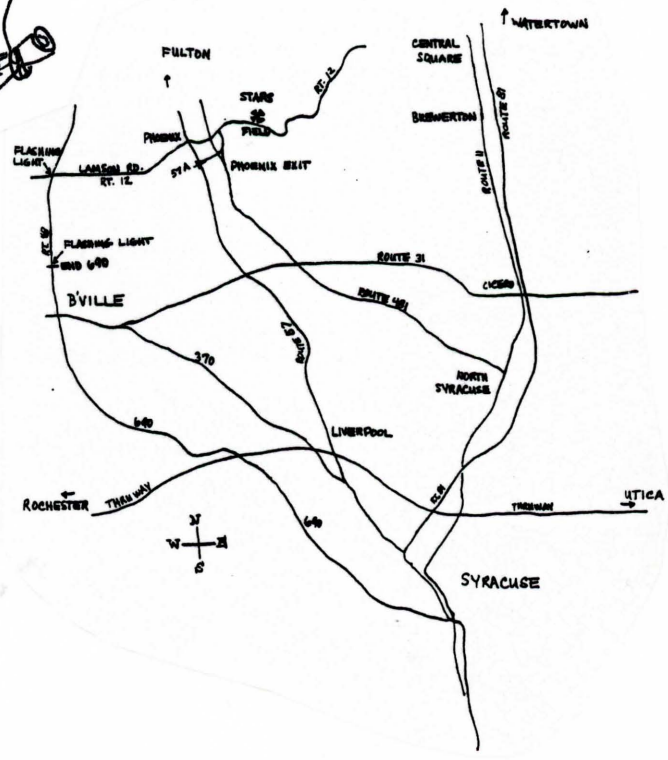 WATERTOWN
CENTRAL
SQUARE
FULTON
RT. 12
STARS
FIELD
BREWERTON
ROUTE 81
PHOENIX
FLASHING
LIGHT
LAMSON RD.
RT. 12
57A
PHOENIX EXIT
ROUTE 11
FLASHING LIGHT
END 690
ROUTE 31
CICERO
B'VILLE
ROUTE 481
ROUTE 57
370
NORTH
SYRACUSE
690
LIVERPOOL
ROCHESTER
THRUWAY
UTICA
THRUWAY
690
N
W E
S
SYRACUSE